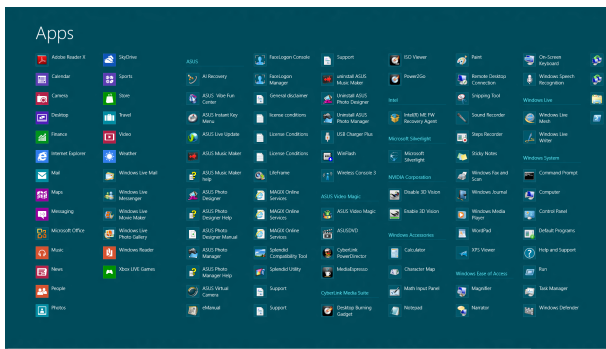 Apps
Adobe Reader X
Calendar
Camera
Desktop
Finance
Internet Explorer
Mail
Maps
Messaging
Microsoft Office
Music
News
People
Photos
SkyDrive
Sports
Store
Travel
Video
Weather
Windows Live Mail
Windows Live
Messenger
Windows Live
Movie Maker
Windows Live
Photo Gallery
Windows Reader
Xbox LIVE Games
ASUS
AI Recovery
ASUS Vibe Fun
Center
ASUS Instant Key
Menu
ASUS Live Update
ASUS Music Maker
ASUS Music Maker
help
ASUS Photo
Designer
ASUS Photo
Designer Help
ASUS Photo
Designer Manual
ASUS Photo
Manager
ASUS Photo
Manager Help
ASUS Virtual
Camera
eManual
FaceLogon Console
FaceLogon
Manager
General disclaimer
license conditions
License Conditions
License Conditions
LifeFrame
MAGIX Online
Services
MAGIX Online
Services
MAGIX Online
Services
Splendid
Compatibility Tool
Splendid Utility
Support
Support
Support
uninstall ASUS
Music Maker
Uninstall ASUS
Photo Designer
Uninstall ASUS
Photo Manager
USB Charger Plus
WinFlash
Wireless Console 3
ASUS Video Magic
ASUS Video Magic
ASUSDVD
CyberLink
PowerDirector
MediaEspresso
CyberLink Media Suite
Desktop Burning
Gadget
ISO Viewer
Power2Go
Intel
Intel(R) ME FW
Recovery Agent
Microsoft Silverlight
Microsoft
Silverlight
NVIDIA Corporation
Disable 3D Vision
Enable 3D Vision
Windows Accessories
Calculator
Character Map
Math Input Panel
Notepad
Paint
Remote Desktop
Connection
Snipping Tool
Sound Recorder
Steps Recorder
Sticky Notes
Windows Fax and
Scan
Windows Journal
Windows Media
Player
WordPad
XPS Viewer
Windows Ease of Access
Magnifier
Narrator
On-Screen
Keyboard
Windows Speech
Recognition
Windows Live
Windows Live
Mesh
Windows Live
Writer
Windows System
Command Prompt
Computer
Control Panel
Default Programs
Help and Support
Run
Task Manager
Windows Defender